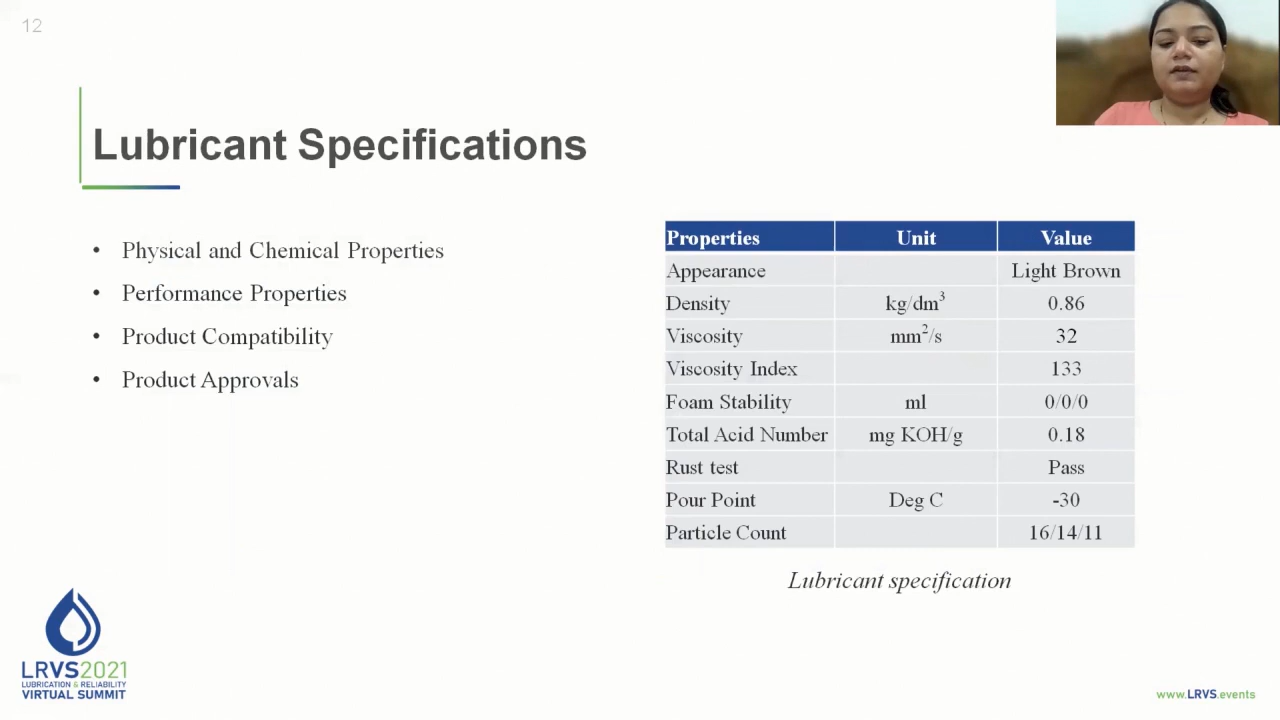 12
Lubricant Specifications
• Physical and Chemical Properties
• Performance Properties
• Product Compatibility
• Product Approvals
Properties Unit Value
Appearance Light Brown
Density kg/dm³ 0.86
Viscosity mm²/s 32
Viscosity Index 133
Foam Stability ml 0/0/0
Total Acid Number mg KOH/g 0.18
Rust test Pass
Pour Point Deg C -30
Particle Count 16/14/11
Lubricant specification
LRVS2021
LUBRICATION & RELIABILITY
VIRTUAL SUMMIT
www.LRVS.events